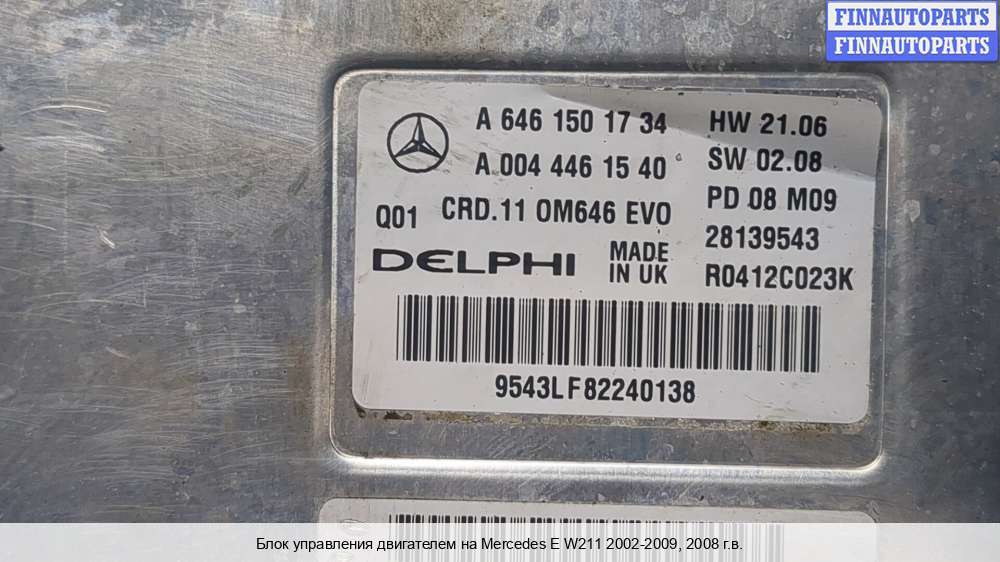 FINNAUTOPARTS
FINNAUTOPARTS
A 646 150 17 34 HW 21.06
A 004 446 15 40 SW 02.08
Q01 CRD.11 OM646 EVO PD 08 M09
DELPHI MADE IN UK 28139543
R0412C023K
9543LF82240138
Блок управления двигателем на Mercedes E W211 2002-2009, 2008 г.в.